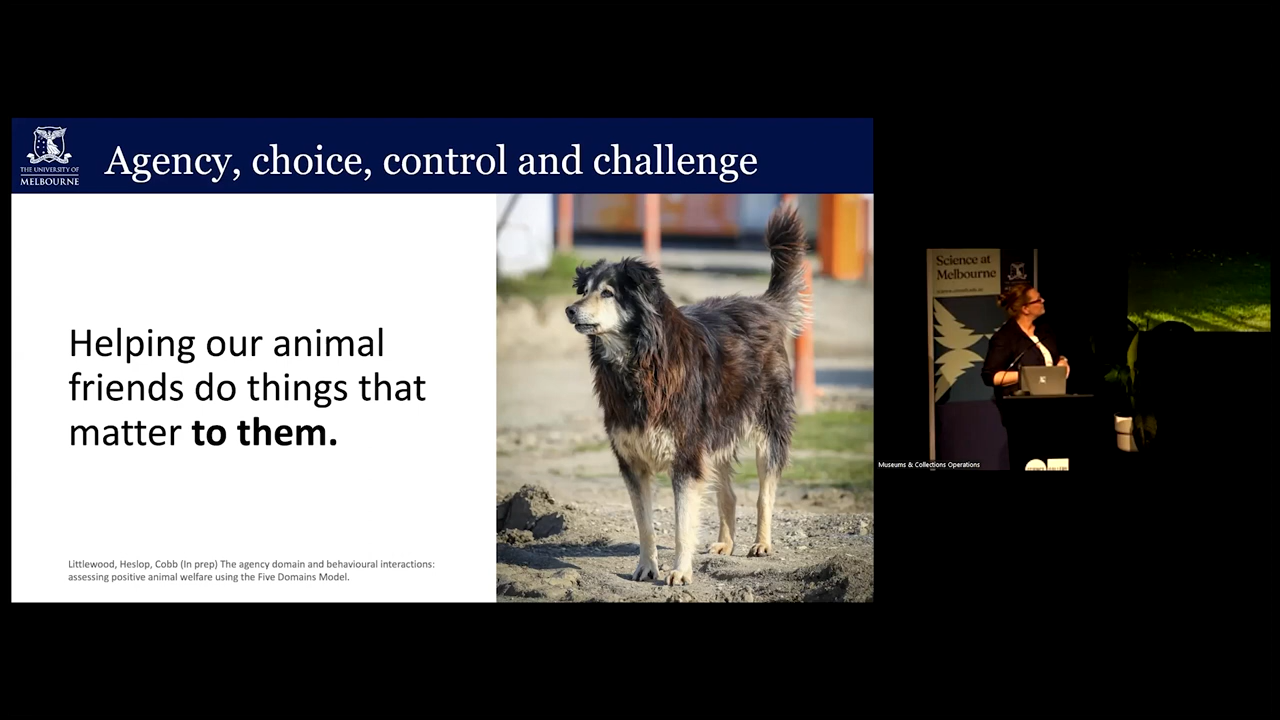 THE UNIVERSITY OF
MELBOURNE
Agency, choice, control and challenge
Helping our animal
friends do things that
matter to them.
Littlewood, Heslop, Cobb (In prep) The agency domain and behavioural interactions:
assessing positive animal welfare using the Five Domains Model.
Science at
Melbourne
Museums & Collections Operations